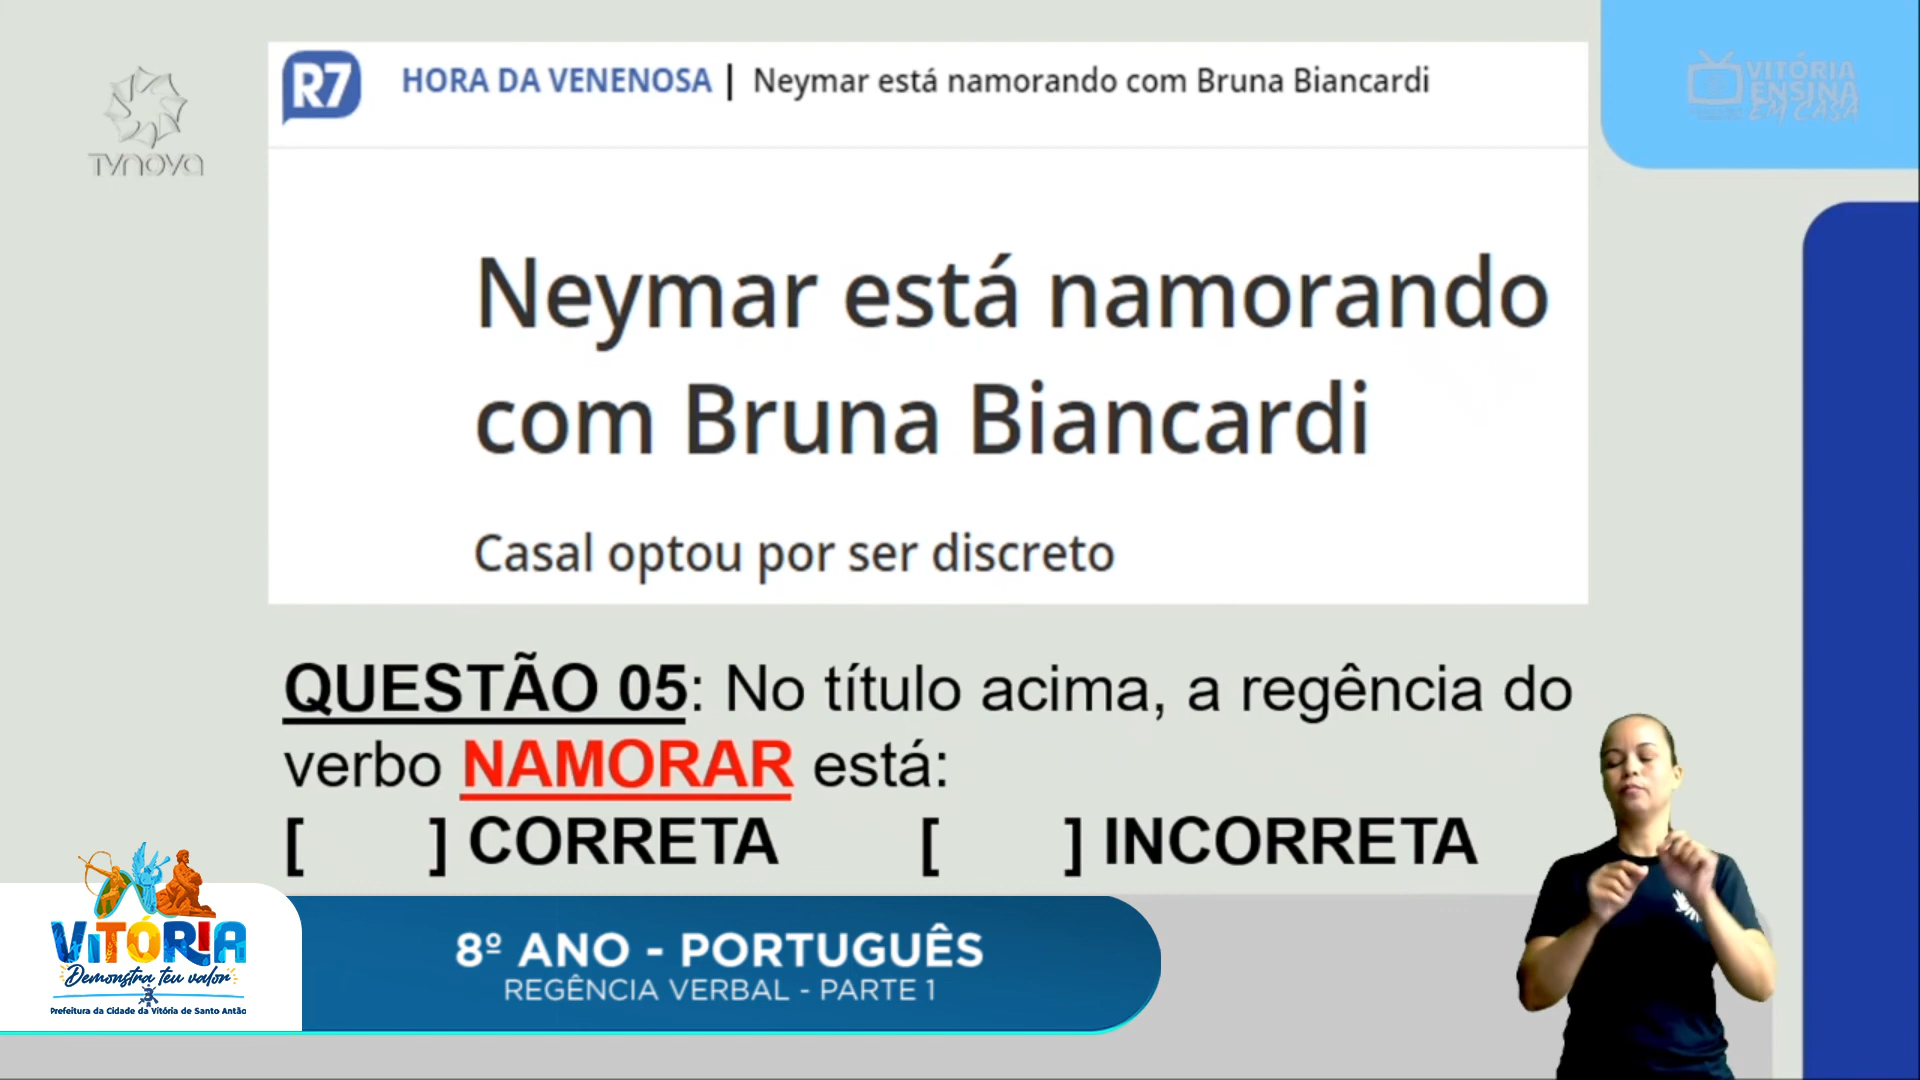 R7 HORA DA VENENOSA | Neymar está namorando com Bruna Biancardi
TVNOVA
VITÓRIA
ENSINA
EM CASA
Neymar está namorando
com Bruna Biancardi
Casal optou por ser discreto
QUESTÃO 05: No título acima, a regência do
verbo NAMORAR está:
[ ] CORRETA [ ] INCORRETA
VITÓRIA
Demonstra teu valor
Prefeitura da Cidade da Vitória de Santo Antão
8º ANO - PORTUGUÊS
REGÊNCIA VERBAL - PARTE 1